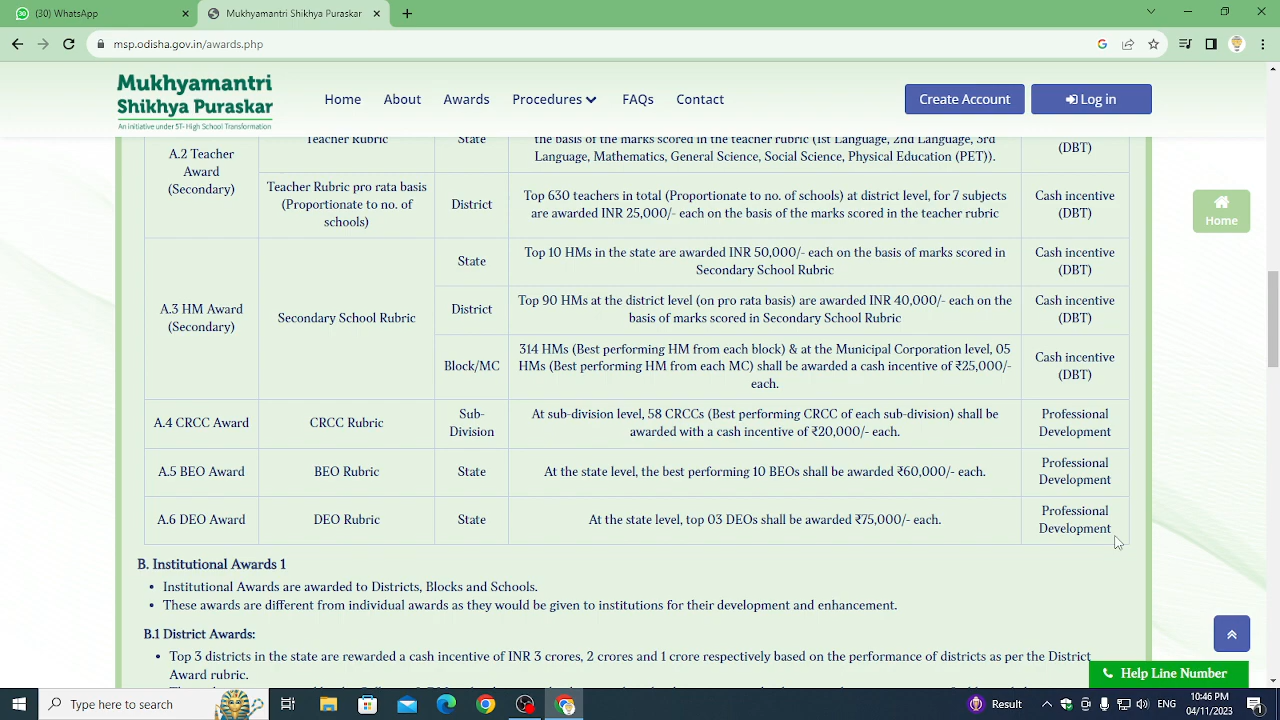 (30) WhatsApp
Mukhyamantri Shikhya Puraskar
msp.odisha.gov.in/awards.php
Mukhyamantri
Shikhya Puraskar
An initiative under 5T- High School Transformation
Home
About
Awards
Procedures
FAQs
Contact
Create Account
Log in
A.2 Teacher
Award
(Secondary)
Teacher Rubric
State
the basis of the marks scored in the teacher rubric (1st Language, 2nd Language, 3rd
Language, Mathematics, General Science, Social Science, Physical Education (PET)).
(DBT)
Teacher Rubric pro rata basis
(Proportionate to no. of
schools)
District
Top 630 teachers in total (Proportionate to no. of schools) at district level, for 7 subjects
are awarded INR 25,000/- each on the basis of the marks scored in the teacher rubric
Cash incentive
(DBT)
A.3 HM Award
(Secondary)
Secondary School Rubric
State
Top 10 HMs in the state are awarded INR 50,000/- each on the basis of marks scored in
Secondary School Rubric
Cash incentive
(DBT)
District
Top 90 HMs at the district level (on pro rata basis) are awarded INR 40,000/- each on the
basis of marks scored in Secondary School Rubric
Cash incentive
(DBT)
Block/MC
314 HMs (Best performing HM from each block) & at the Municipal Corporation level, 05
HMs (Best performing HM from each MC) shall be awarded a cash incentive of ₹25,000/-
each.
Cash incentive
(DBT)
A.4 CRCC Award
CRCC Rubric
Sub-
Division
At sub-division level, 58 CRCCs (Best performing CRCC of each sub-division) shall be
awarded with a cash incentive of ₹20,000/- each.
Professional
Development
A.5 BEO Award
BEO Rubric
State
At the state level, the best performing 10 BEOs shall be awarded ₹60,000/- each.
Professional
Development
A.6 DEO Award
DEO Rubric
State
At the state level, top 03 DEOs shall be awarded ₹75,000/- each.
Professional
Development
Home
B. Institutional Awards 1
• Institutional Awards are awarded to Districts, Blocks and Schools.
• These awards are different from individual awards as they would be given to institutions for their development and enhancement.
B.1 District Awards:
• Top 3 districts in the state are rewarded a cash incentive of INR 3 crores, 2 crores and 1 crore respectively based on the performance of districts as per the District
Award rubric.
Help Line Number
Type here to search
Result
ENG
10:46 PM